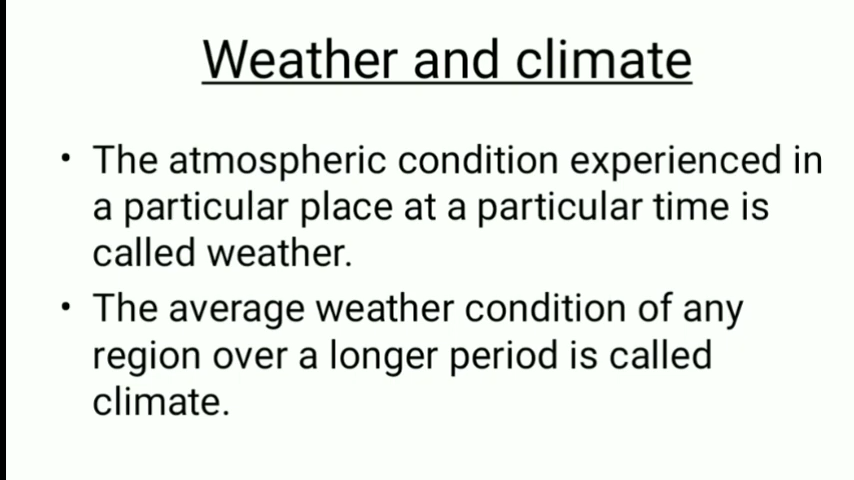 Weather and climate
• The atmospheric condition experienced in
a particular place at a particular time is
called weather.
• The average weather condition of any
region over a longer period is called
climate.